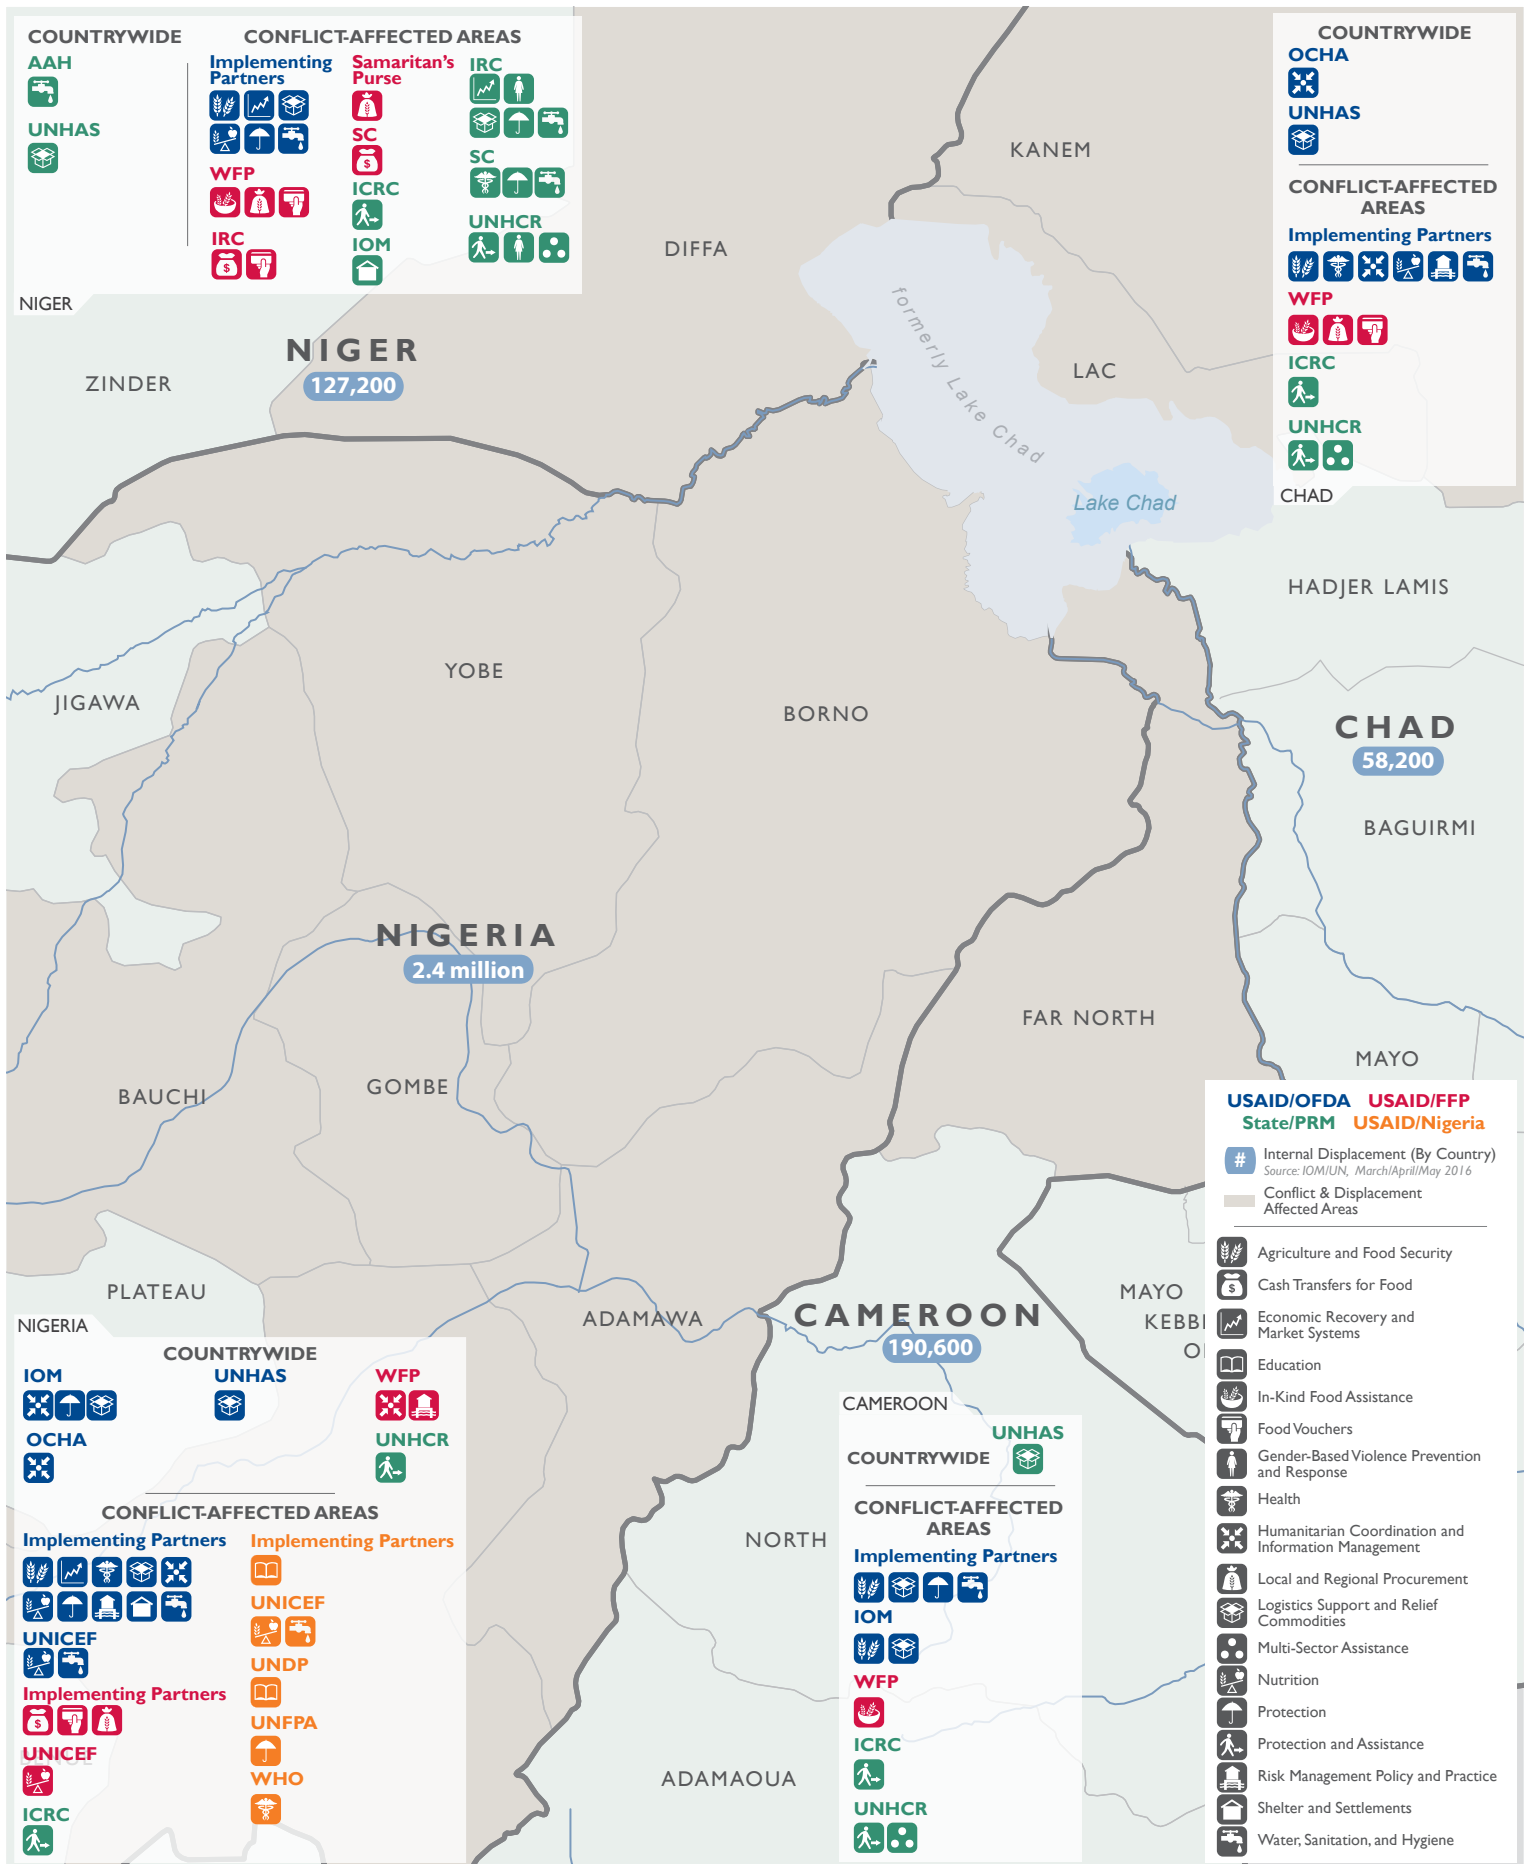 COUNTRYWIDE
AAH
UNHAS
CONFLICT-AFFECTED AREAS
Implementing
Partners
WFP
IRC
Samaritan's
Purse
SC
ICRC
IOM
IRC
SC
UNHCR
NIGER
COUNTRYWIDE
OCHA
UNHAS
CONFLICT-AFFECTED
AREAS
Implementing Partners
WFP
ICRC
UNHCR
CHAD
KANEM
DIFFA
formerly Lake Chad
LAC
NIGER
127,200
ZINDER
Lake Chad
HADJER LAMIS
YOBE
JIGAWA
BORNO
CHAD
58,200
BAGUIRMI
NIGERIA
2.4 million
FAR NORTH
MAYO
GOMBE
BAUCHI
PLATEAU
ADAMAWA
CAMEROON
190,600
MAYO
KEBBI
NORTH
ADAMAOUA
NIGERIA
COUNTRYWIDE
IOM
UNHAS
WFP
OCHA
UNHCR
CONFLICT-AFFECTED AREAS
Implementing Partners
UNICEF
Implementing Partners
UNICEF
BENUE
ICRC
Implementing Partners
UNICEF
UNDP
UNFPA
WHO
CAMEROON
UNHAS
COUNTRYWIDE
CONFLICT-AFFECTED
AREAS
Implementing Partners
IOM
WFP
ICRC
UNHCR
USAID/OFDA USAID/FFP
State/PRM USAID/Nigeria
# Internal Displacement (By Country)
Source: IOM/UN, March/April/May 2016
Conflict & Displacement
Affected Areas
Agriculture and Food Security
Cash Transfers for Food
Economic Recovery and
Market Systems
Education
In-Kind Food Assistance
Food Vouchers
Gender-Based Violence Prevention
and Response
Health
Humanitarian Coordination and
Information Management
Local and Regional Procurement
Logistics Support and Relief
Commodities
Multi-Sector Assistance
Nutrition
Protection
Protection and Assistance
Risk Management Policy and Practice
Shelter and Settlements
Water, Sanitation, and Hygiene